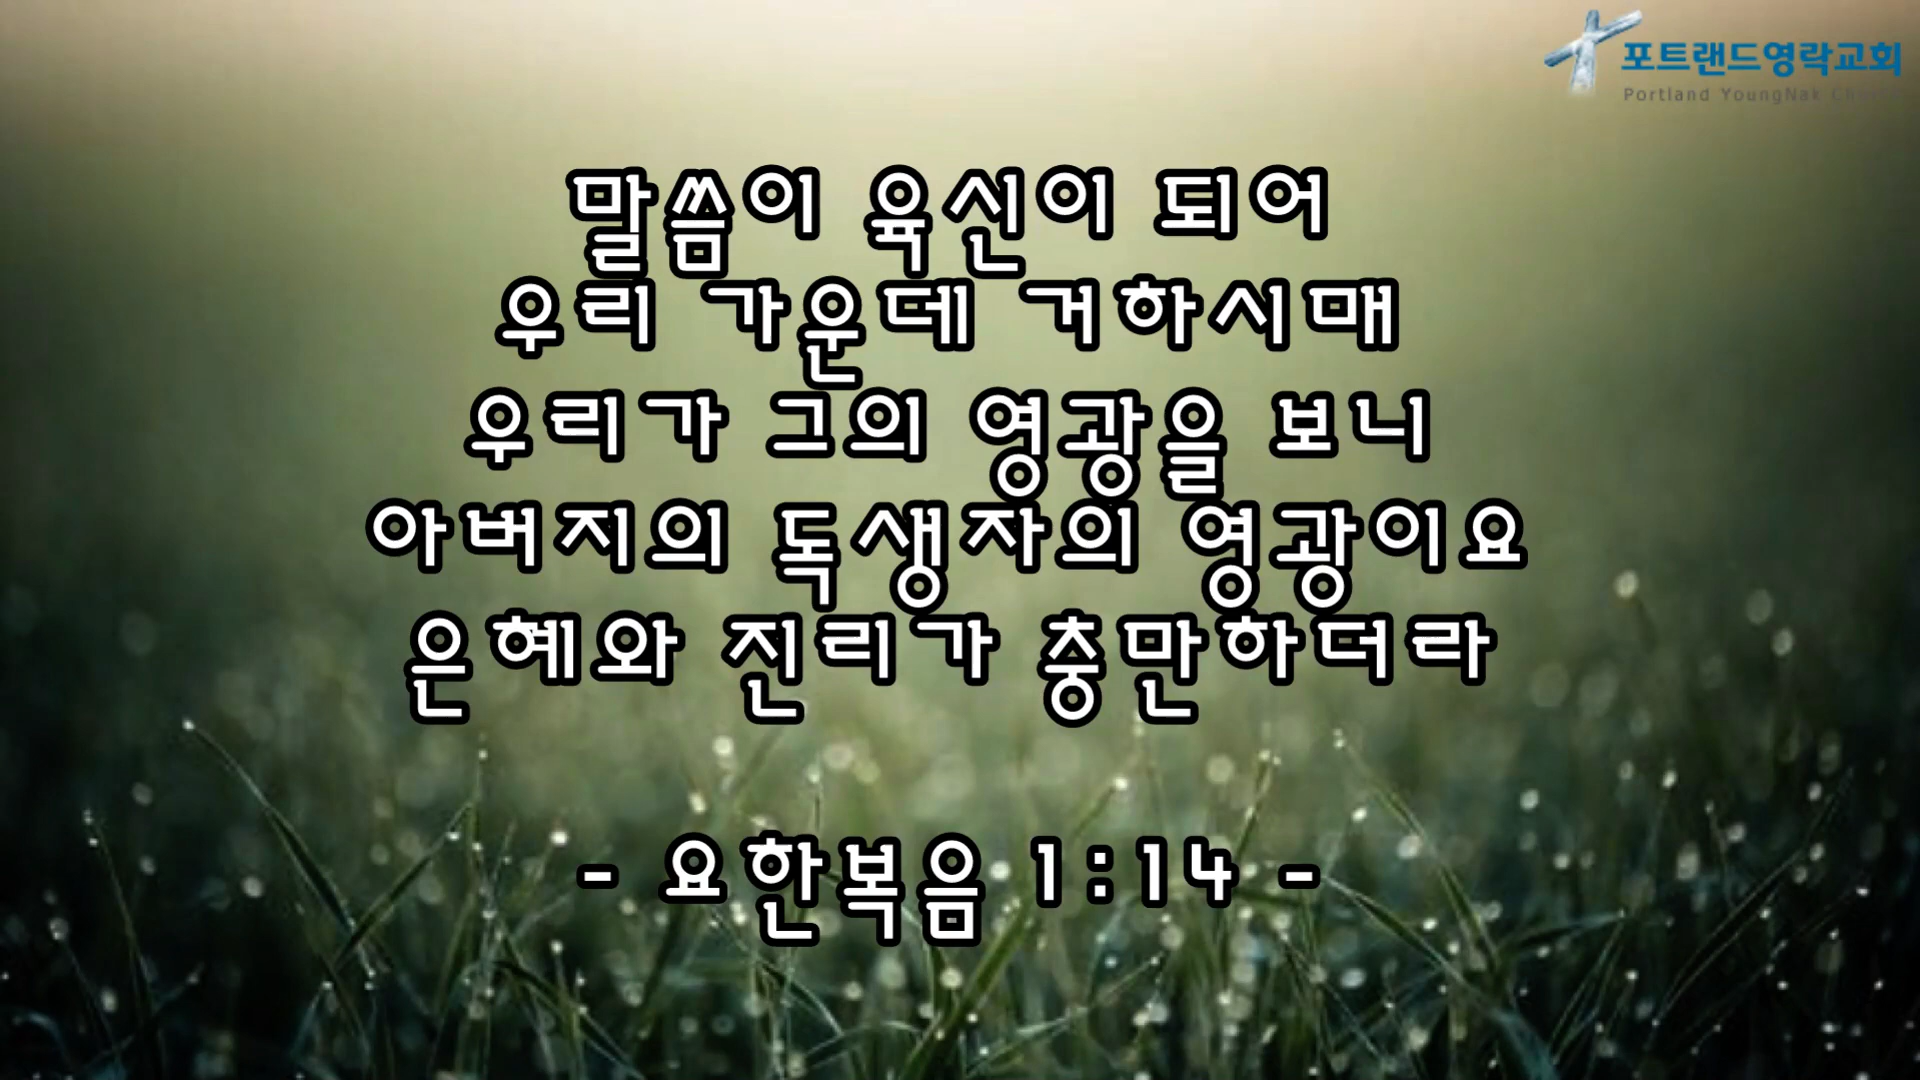 포트랜드영락교회
Portland YoungNak Church
말씀이 육신이 되어
우리 가운데 거하시매
우리가 그의 영광을 보니
아버지의 독생자의 영광이요
은혜와 진리가 충만하더라
- 요한복음 1:14 -